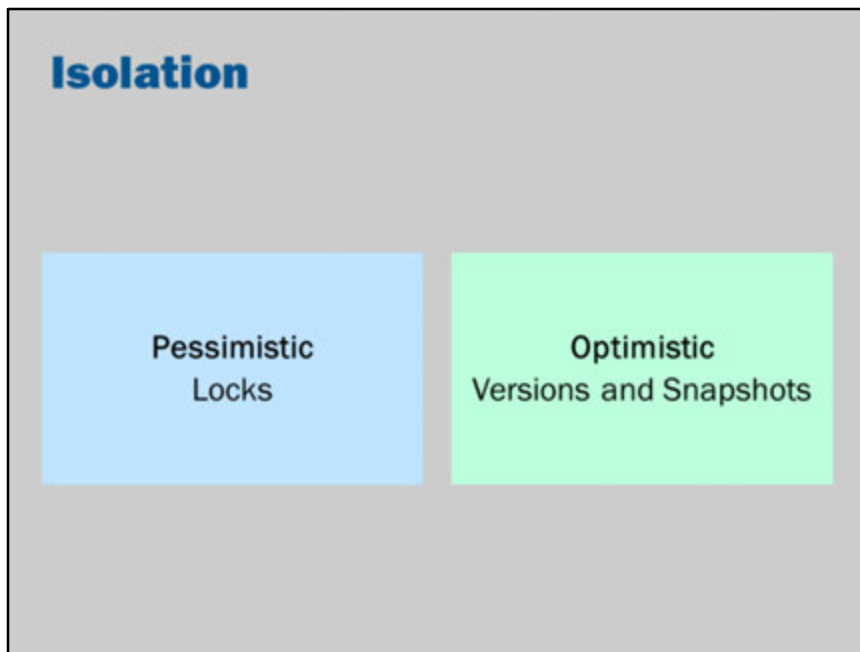 Isolation
Pessimistic
Locks
Optimistic
Versions and Snapshots